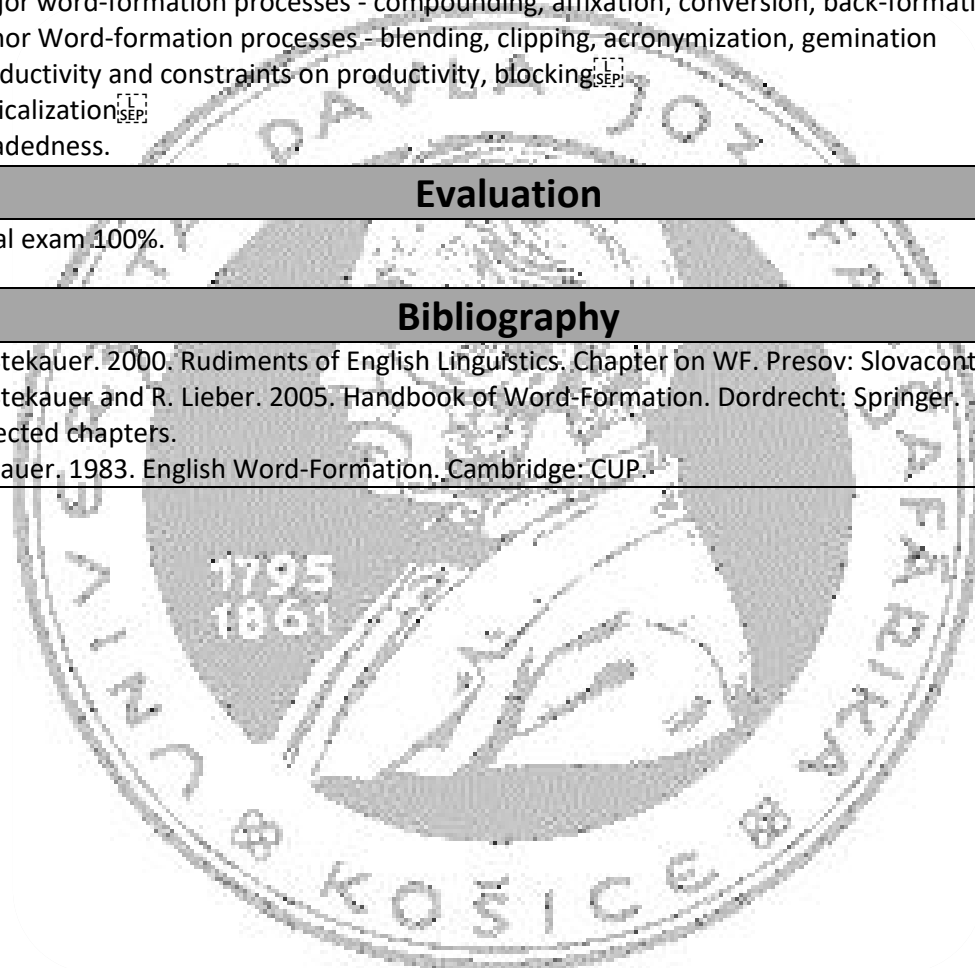 jor word-formation processes - compounding, affixation, conversion, back-formati
nor Word-formation processes - blending, clipping, acronymization, gemination
ductivity and constraints on productivity, blocking
icalization
adedness.
Evaluation
al exam 100%.
Bibliography
tekauer. 2000. Rudiments of English Linguistics. Chapter on WF. Presov: Slovacont
tekauer and R. Lieber. 2005. Handbook of Word-Formation. Dordrecht: Springer.
ected chapters.
auer. 1983. English Word-Formation. Cambridge: CUP.
1795
1861
KOŠICE